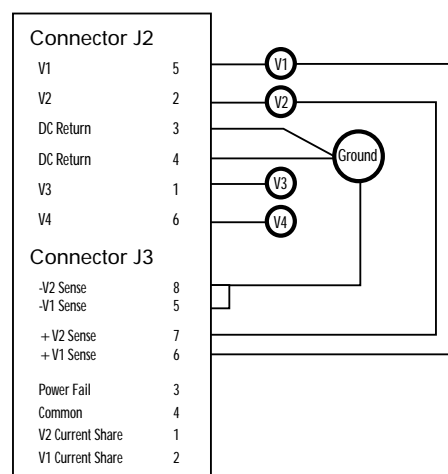 Connector J2
V1 5
V2 2
DC Return 3
DC Return 4
V3 1
V4 6
Connector J3
-V2 Sense 8
-V1 Sense 5
+V2 Sense 7
+V1 Sense 6
Power Fail 3
Common 4
V2 Current Share 1
V1 Current Share 2
V1
V2
Ground
V3
V4